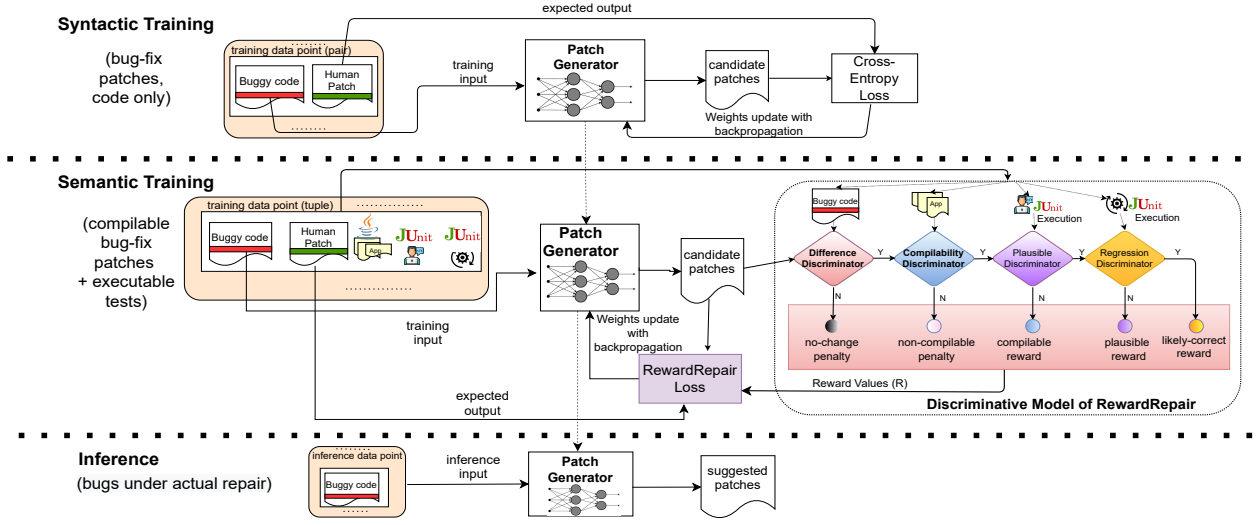 Syntactic Training
(bug-fix
patches,
code only)
training data point (pair)
Buggy code
Human
Patch
expected output
training
input
Patch
Generator
candidate
patches
Cross-
Entropy
Loss
Weights update with
backpropagation
Semantic Training
(compilable
bug-fix
patches
+ executable
tests)
training data point (tuple)
Buggy code
Human
Patch
App
JUnit
JUnit
training
input
expected
output
Patch
Generator
candidate
patches
Weights update
with
backpropagation
RewardRepair
Loss
Buggy code
App
JUnit
Execution
JUnit
Execution
Difference
Discriminator
Y
Compilability
Discriminator
Y
Plausible
Discriminator
Y
Regression
Discriminator
Y
N
N
N
N
no-change
penalty
non-compilable
penalty
compilable
reward
plausible
reward
likely-correct
reward
Reward Values (R)
Discriminative Model of RewardRepair
Inference
(bugs under actual repair)
inference data point
Buggy code
inference
input
Patch
Generator
suggested
patches